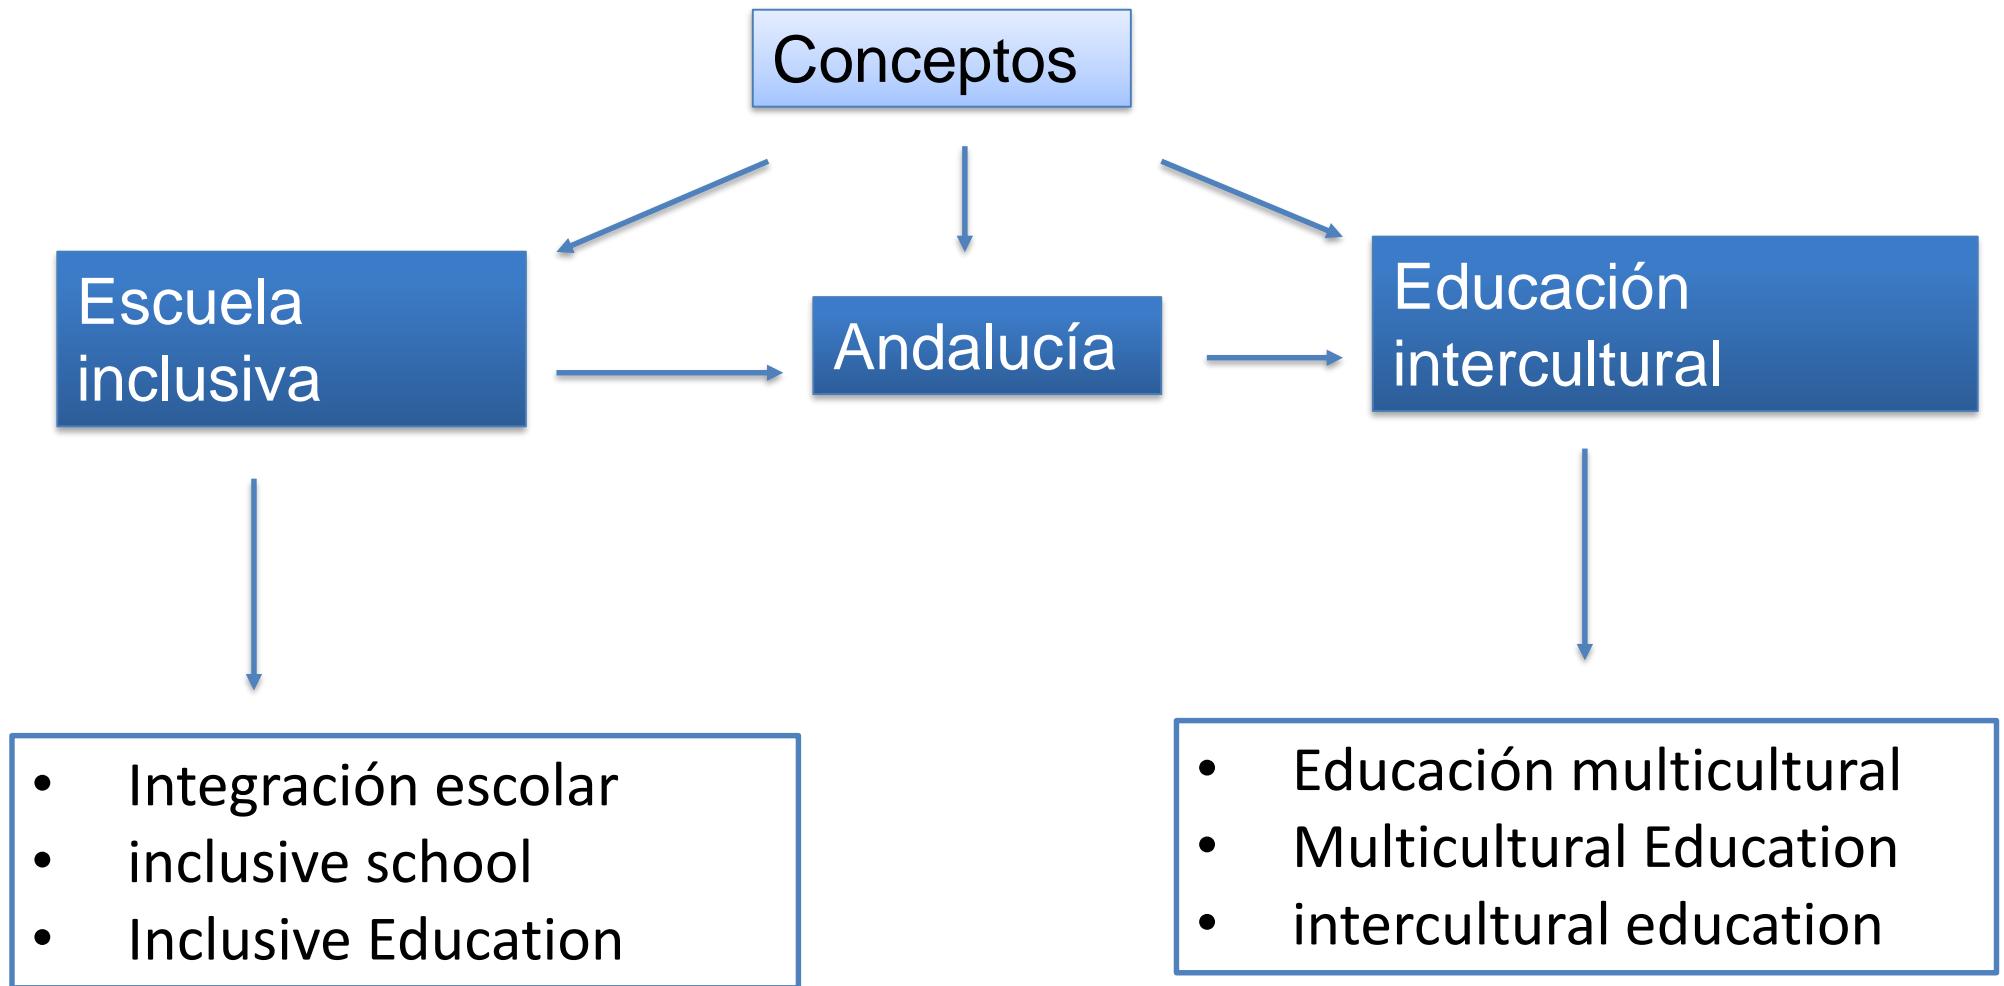 Conceptos
Escuela
inclusiva
Andalucía
Educación
intercultural
• Integración escolar
• inclusive school
• Inclusive Education
• Educación multicultural
• Multicultural Education
• intercultural education